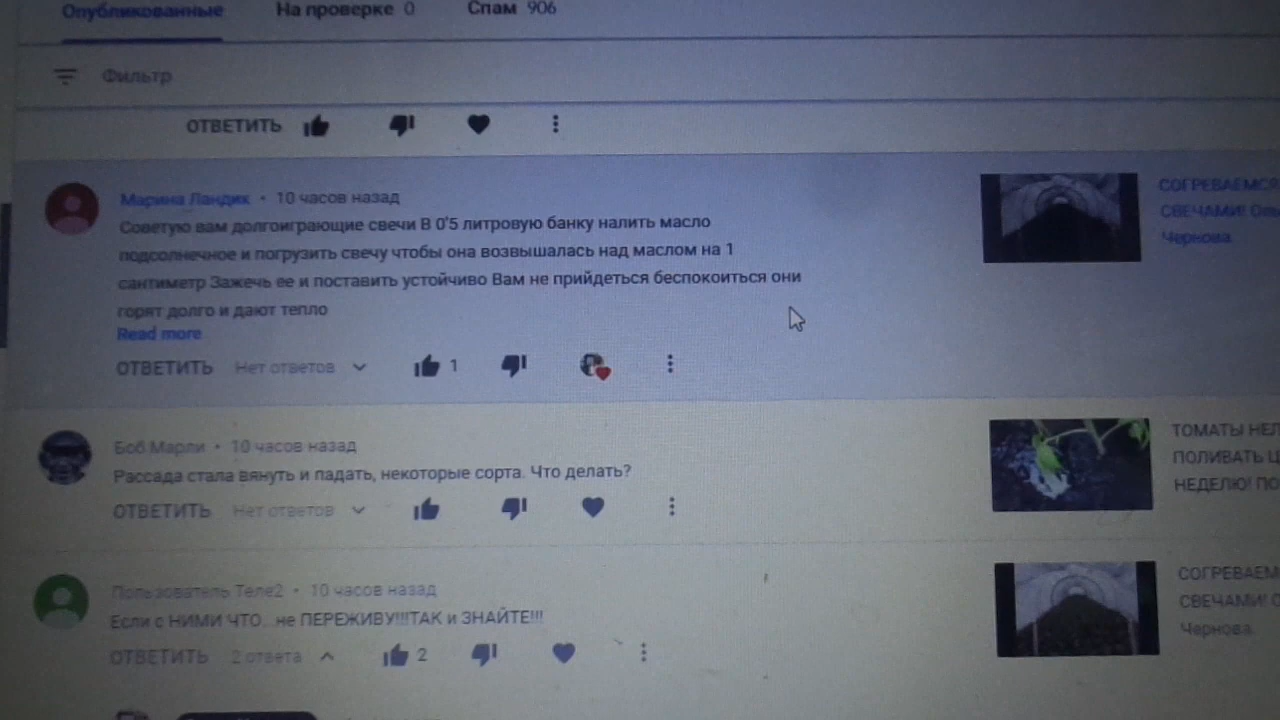 Опубликованные На проверке 0 Спам 906
Фильтр
ОТВЕТИТЬ
Марина Ландик • 10 часов назад
Советую вам долгоиграющие свечи В 0'5 литровую банку налить масло
подсолнечное и погрузить свечу чтобы она возвышалась над маслом на 1
сантиметр Зажечь ее и поставить устойчиво Вам не прийдеться беспокоиться они
горят долго и дают тепло
Read more
ОТВЕТИТЬ Нет ответов 1
СОГРЕВАЕМСЯ
СВЕЧАМИ! Оль
Чернова
Боб Марли • 10 часов назад
Рассада стала вянуть и падать, некоторые сорта. Что делать?
ОТВЕТИТЬ Нет ответов
ТОМАТЫ НЕЛ
ПОЛИВАТЬ Ц
НЕДЕЛЮ! ПО
Пользователь Теле2 • 10 часов назад
Если с НИМИ ЧТО...не ПЕРЕЖИВУ!!!ТАК и ЗНАЙТЕ!!!
ОТВЕТИТЬ 2 ответа 2
СОГРЕВАЕМ
СВЕЧАМИ! О
Чернова